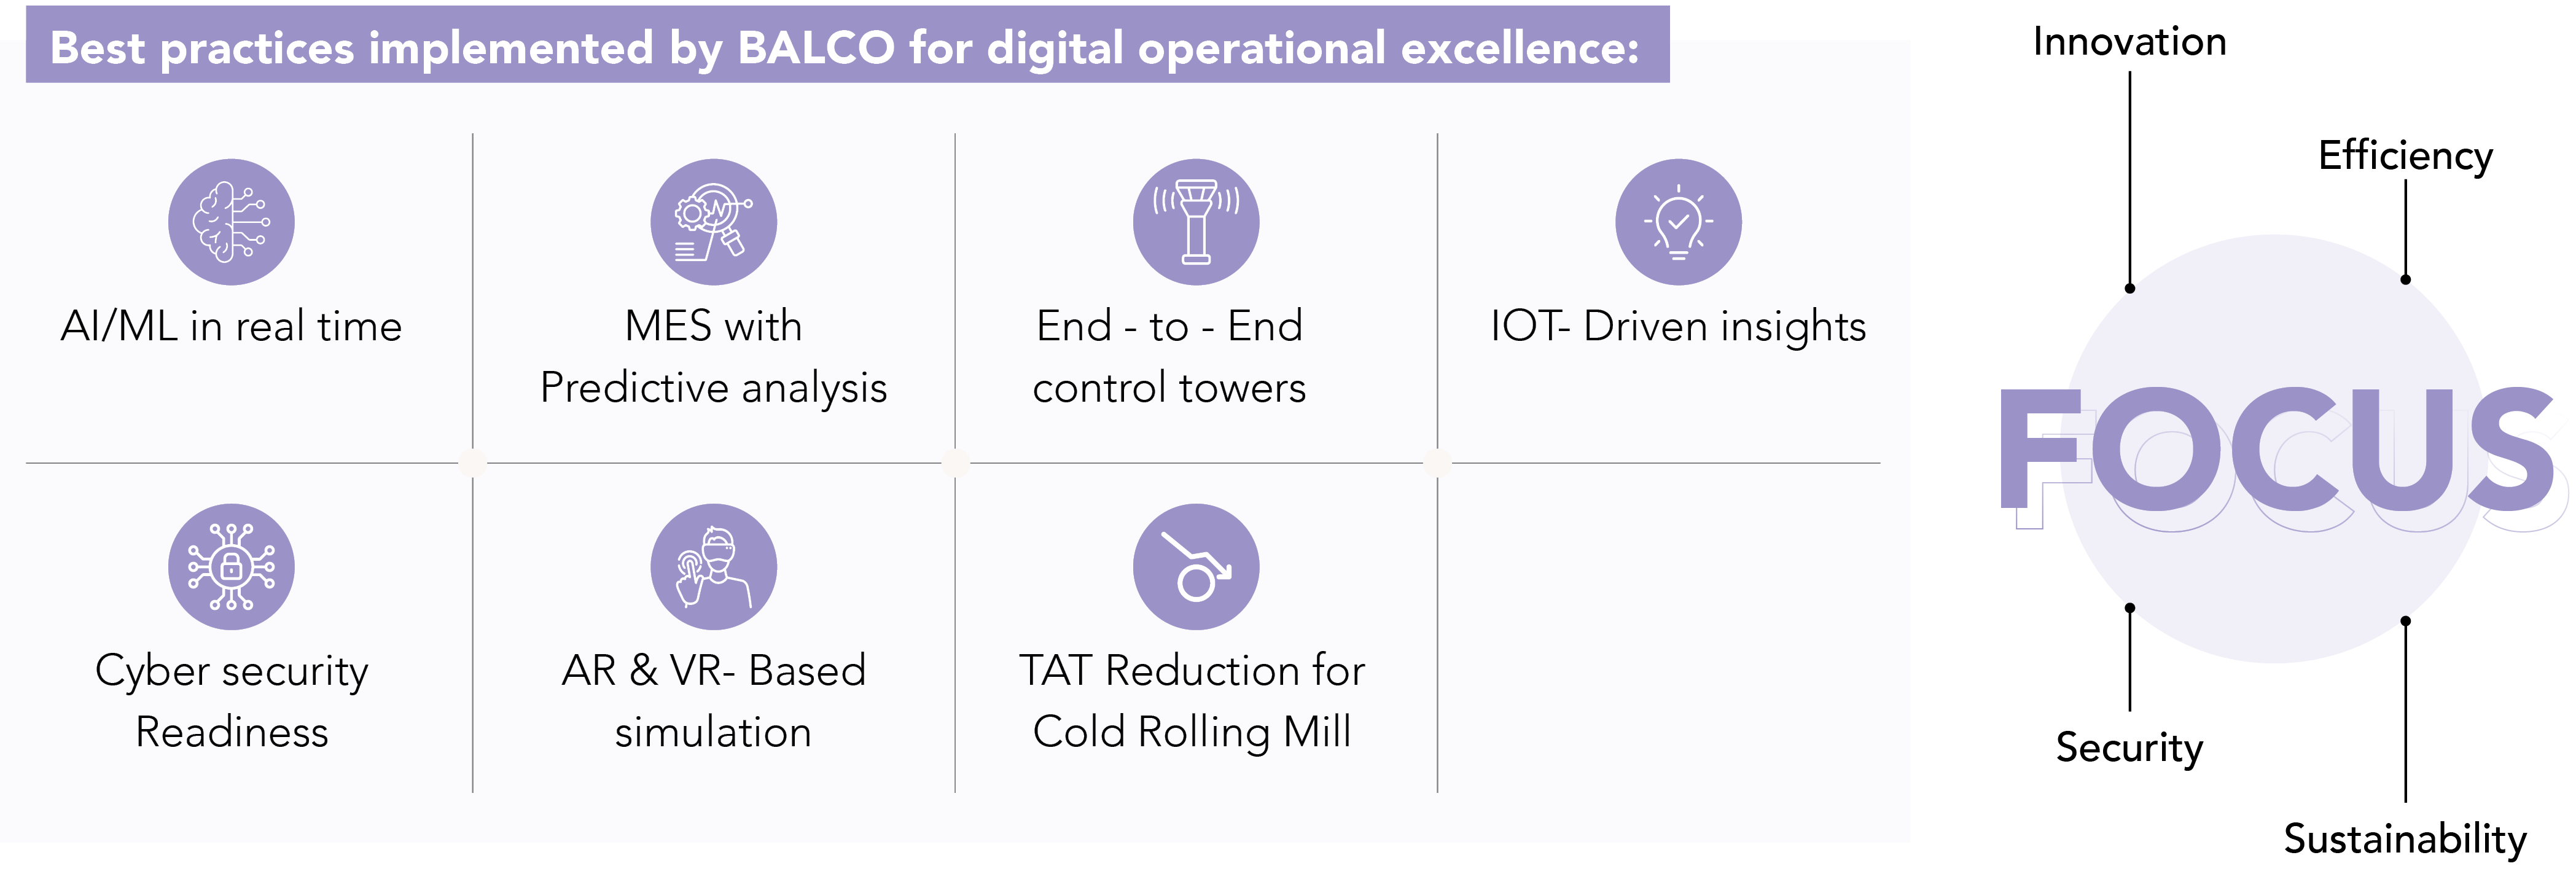 Best practices implemented by BALCO for digital operational excellence:
AI/ML in real time
MES with
Predictive analysis
End - to - End
control towers
IOT- Driven insights
Cyber security
Readiness
AR & VR- Based
simulation
TAT Reduction for
Cold Rolling Mill
Innovation
Efficiency
FOCUS
Security
Sustainability